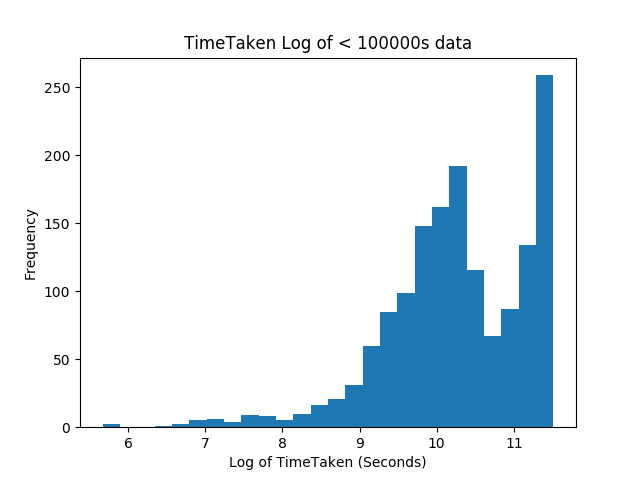 TimeTaken Log of < 100000s data
250
200
150
100
50
0
Frequency
6 7 8 9 10 11
Log of TimeTaken (Seconds)